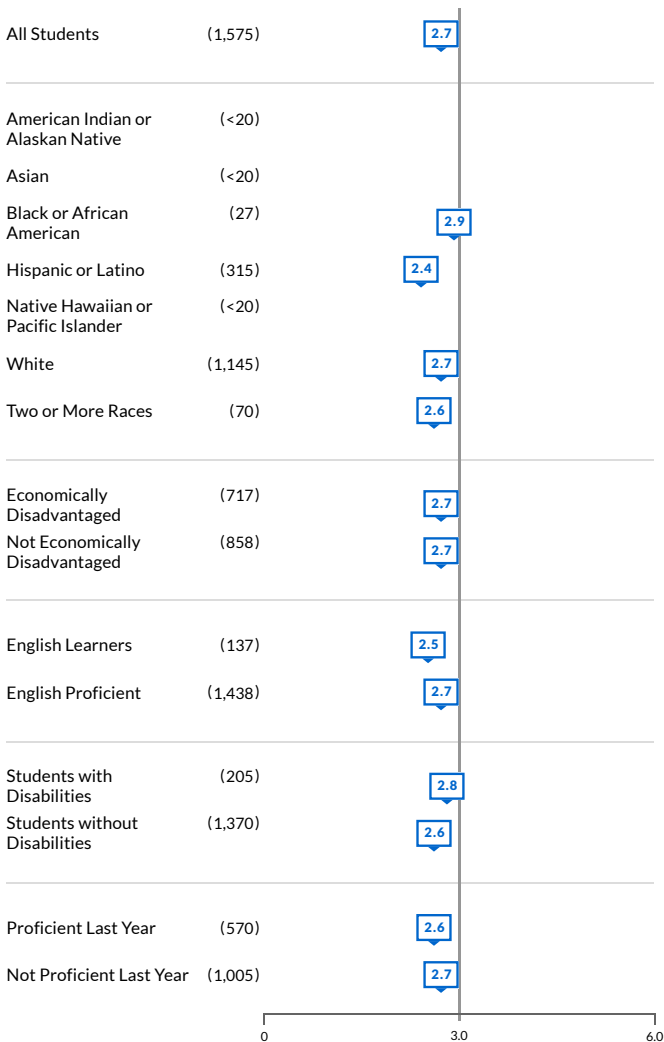 All Students (1,575) 2.7
American Indian or (<20)
Alaskan Native
Asian (<20)
Black or African (27) 2.9
American
Hispanic or Latino (315) 2.4
Native Hawaiian or (<20)
Pacific Islander
White (1,145) 2.7
Two or More Races (70) 2.6
Economically (717) 2.7
Disadvantaged
Not Economically (858) 2.7
Disadvantaged
English Learners (137) 2.5
English Proficient (1,438) 2.7
Students with (205) 2.8
Disabilities
Students without (1,370) 2.6
Disabilities
Proficient Last Year (570) 2.6
Not Proficient Last Year (1,005) 2.7
0 3.0 6.0